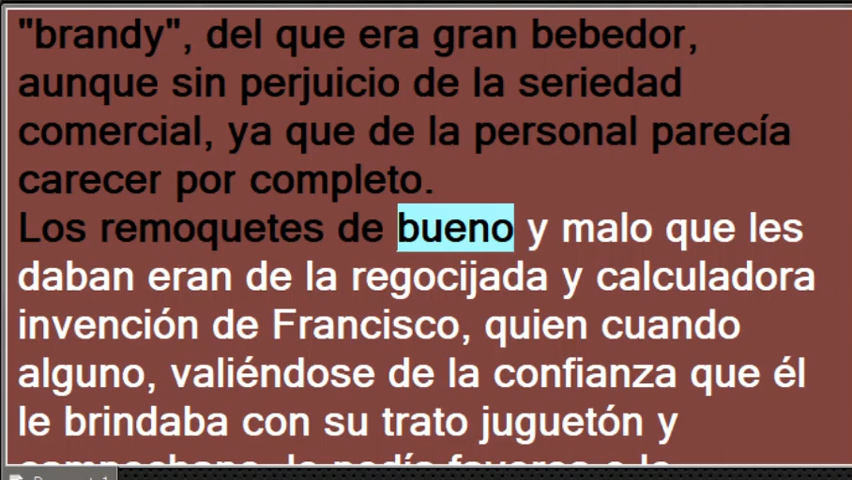 "brandy", del que era gran bebedor,
aunque sin perjuicio de la seriedad
comercial, ya que de la personal parecía
carecer por completo.
Los remoquetes de bueno y malo que les
daban eran de la regocijada y calculadora
invención de Francisco, quien cuando
alguno, valiéndose de la confianza que él
le brindaba con su trato juguetón y